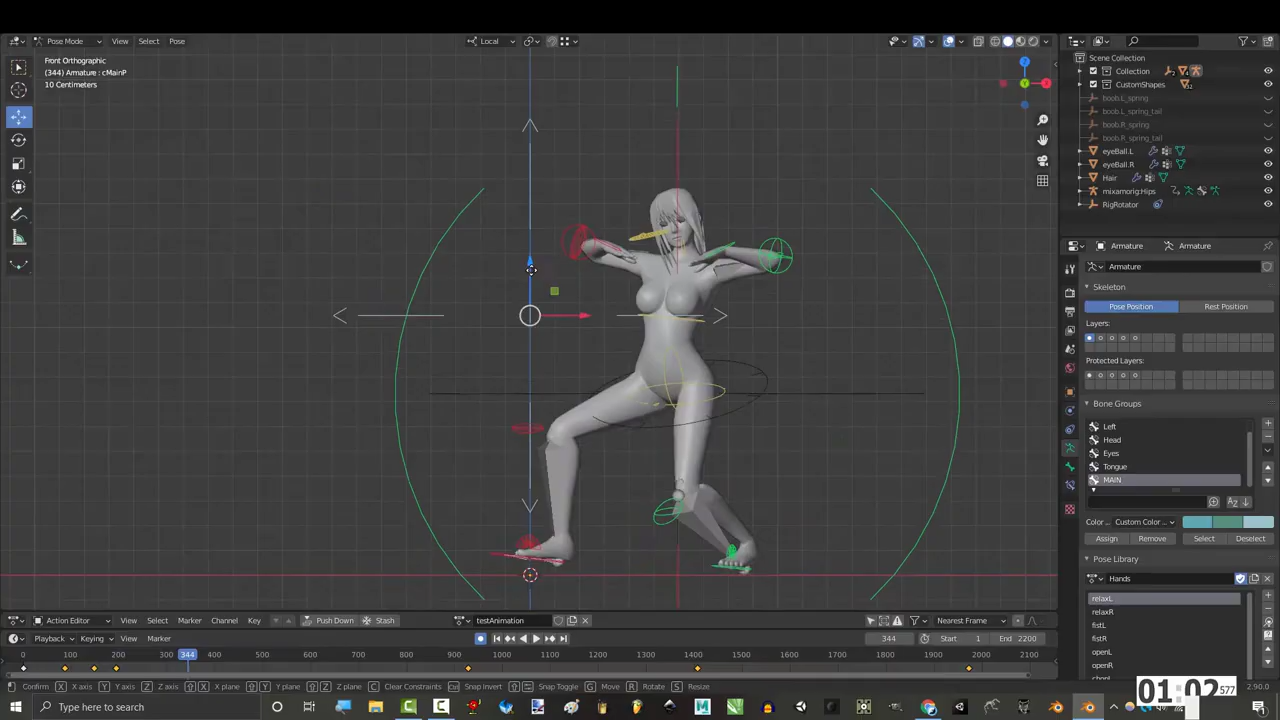 Pose Mode View Select Pose Local
Front Orthographic
(344) Armature : cMainP
10 Centimeters
Z
X
Y
Scene Collection
Collection
CustomShapes
boob.L_spring
boob.L_spring_tail
boob.R_spring
boob.R_spring_tail
eyeBall.L
eyeBall.R
Hair
mixamorig:Hips
RigRotator
Armature Armature
Armature
Skeleton
Pose Position Rest Position
Layers:
Protected Layers:
Bone Groups
Left
Head
Eyes
Tongue
MAIN
Color ... Custom Color ...
Assign Remove Select Deselect
Pose Library
Hands
relaxL
relaxR
fistL
fistR
openL
openR
Action Editor View Select Marker Channel Key Push Down Stash testAnimation Nearest Frame
Playback Keying View Marker 344 Start 1 End 2200
0 100 200 300 344 400 500 600 700 800 900 1000 1100 1200 1300 1400 1500 1600 1700 1800 1900 2000 2100
Confirm X X axis Y Y axis Z Z axis X X plane Y Y plane Z Z plane C Clear Constraints Snap Invert Snap Toggle G Move R Rotate S Resize
2.90.0
01:02 577
Type here to search